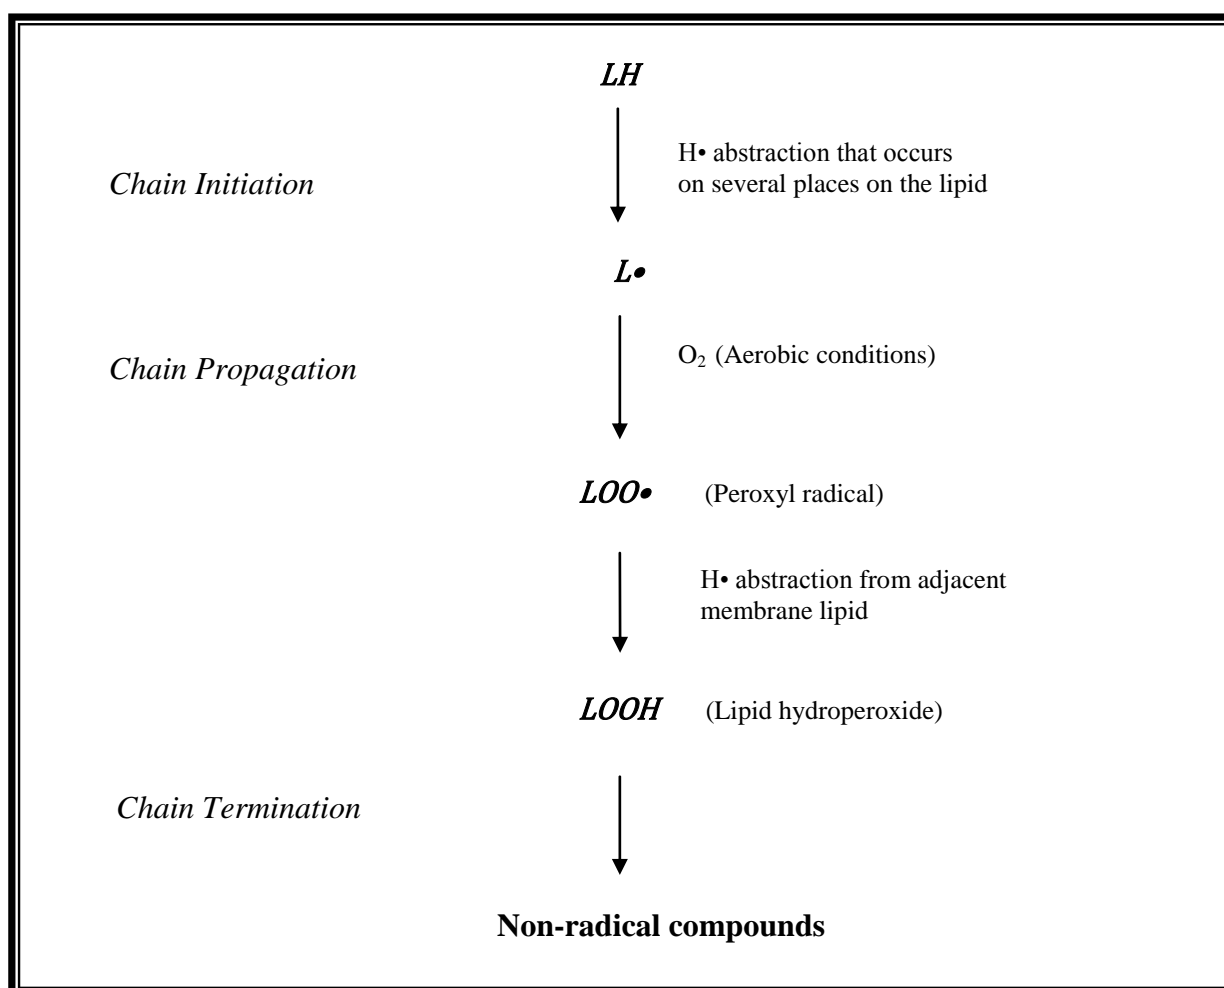 LH
H• abstraction that occurs
on several places on the lipid
Chain Initiation
L•
O₂ (Aerobic conditions)
Chain Propagation
LOO•
(Peroxyl radical)
H• abstraction from adjacent
membrane lipid
LOOH
(Lipid hydroperoxide)
Chain Termination
Non-radical compounds